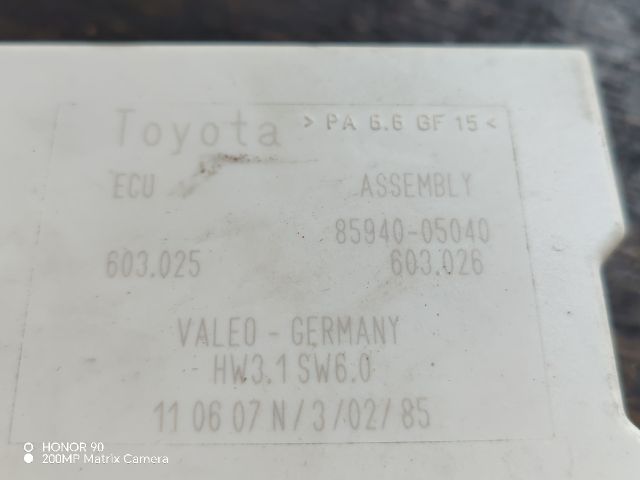 Toyota >PA 6.6 GF 15<
ECU ASSEMBLY
85940-05040
603.025 603.026
VALEO - GERMANY
HW3.1 SW6.0
11 06 07 N/3/02/85
HONOR 90
200MP Matrix Camera